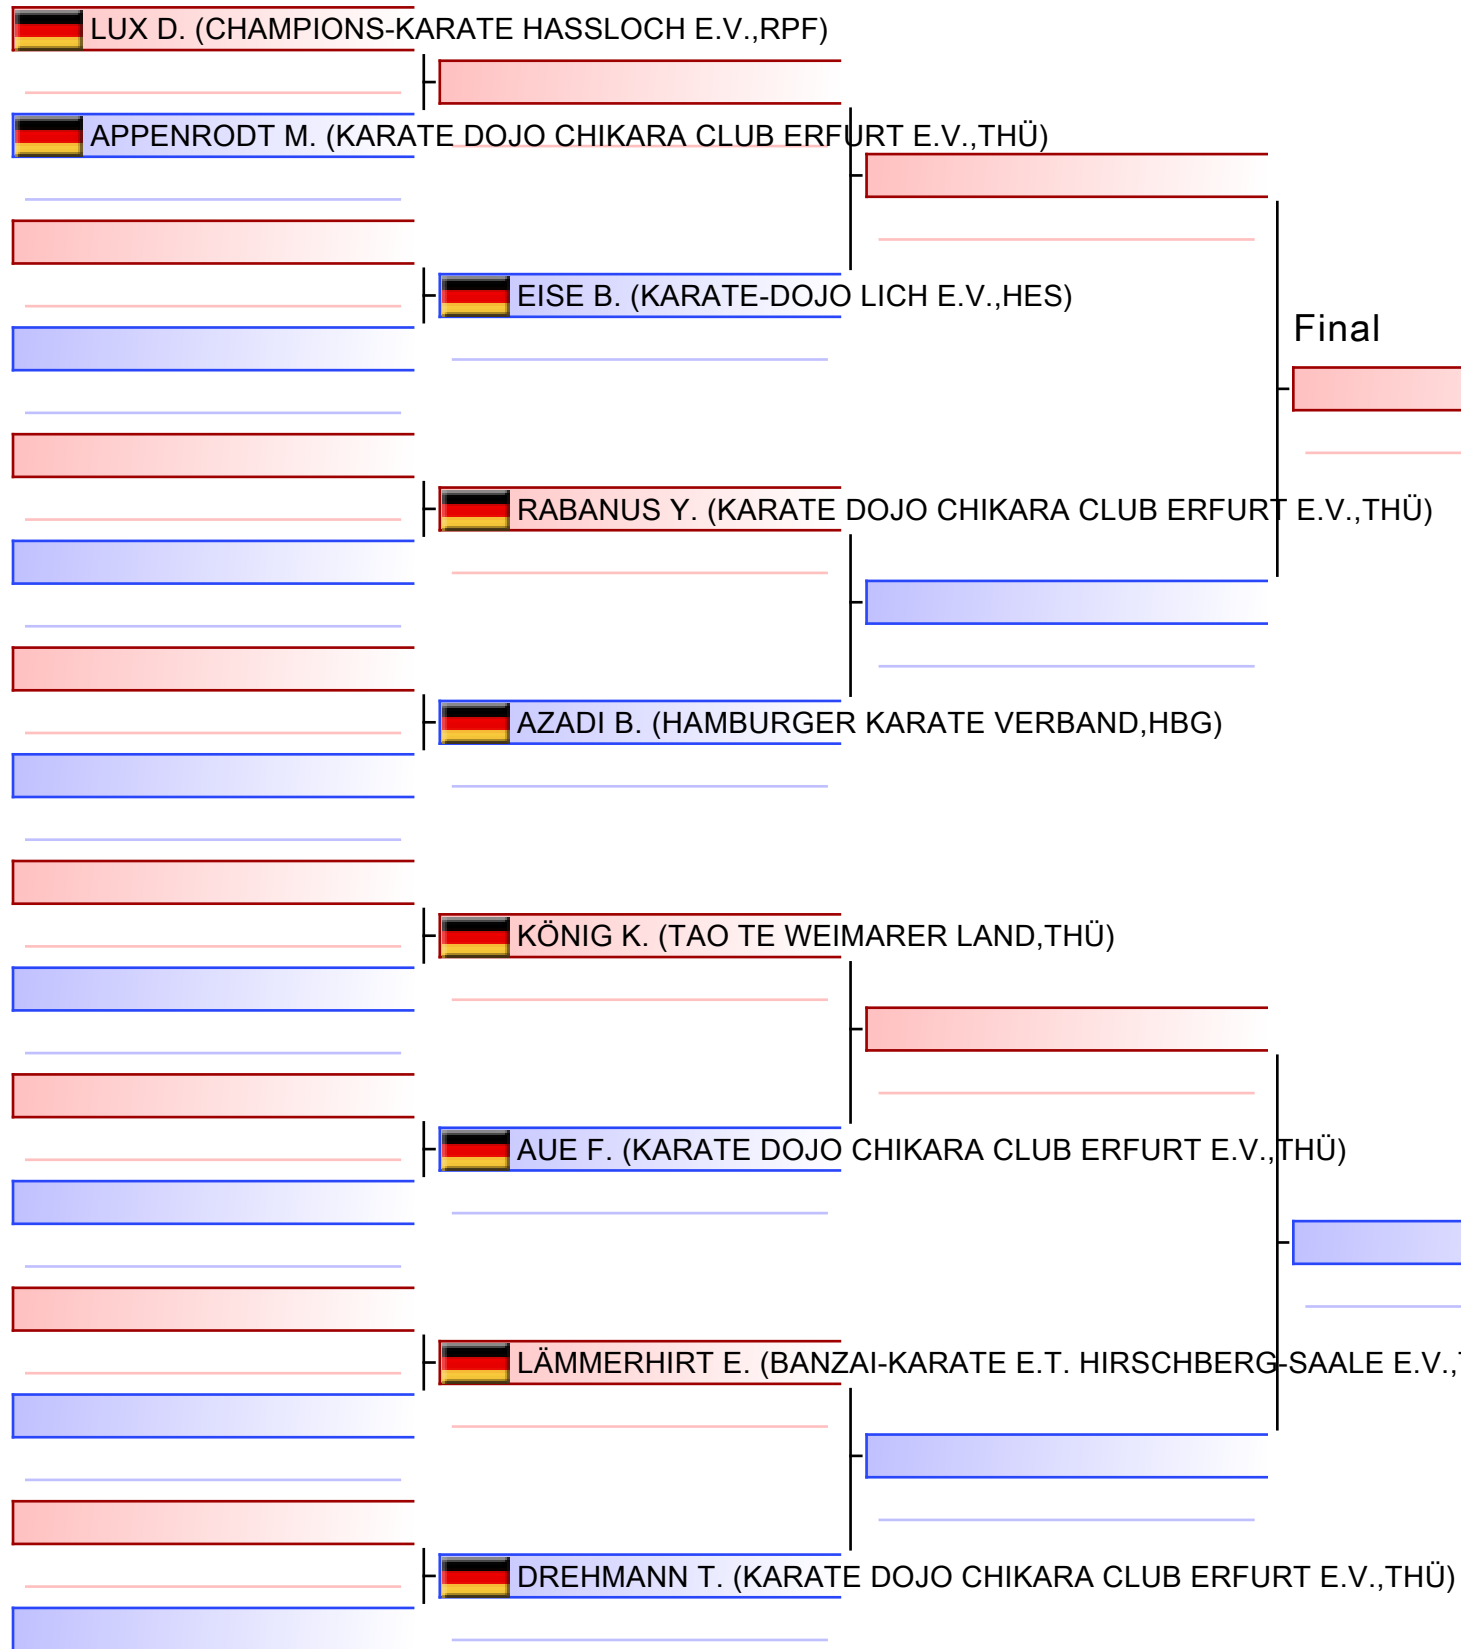 LUX D. (CHAMPIONS-KARATE HASSLOCH E.V.,RPF)
APPENRODT M. (KARATE DOJO CHIKARA CLUB ERFURT E.V.,THÜ)
EISE B. (KARATE-DOJO LICH E.V.,HES)
Final
RABANUS Y. (KARATE DOJO CHIKARA CLUB ERFURT E.V.,THÜ)
AZADI B. (HAMBURGER KARATE VERBAND,HBG)
KÖNIG K. (TAO TE WEIMARER LAND,THÜ)
AUE F. (KARATE DOJO CHIKARA CLUB ERFURT E.V.,THÜ)
LÄMMERHIRT E. (BANZAI-KARATE E.T. HIRSCHBERG-SAALE E.V.,
DREHMANN T. (KARATE DOJO CHIKARA CLUB ERFURT E.V.,THÜ)